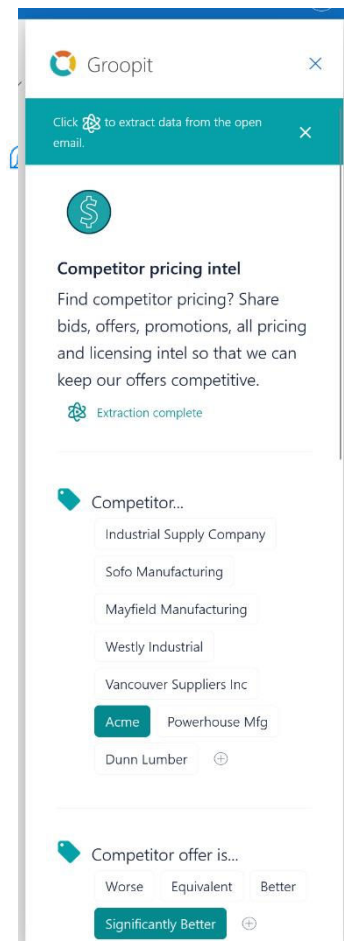 Groopit
Click to extract data from the open
email.
Competitor pricing intel
Find competitor pricing? Share
bids, offers, promotions, all pricing
and licensing intel so that we can
keep our offers competitive.
Extraction complete
Competitor...
Industrial Supply Company
Sofo Manufacturing
Mayfield Manufacturing
Westly Industrial
Vancouver Suppliers Inc
Acme Powerhouse Mfg
Dunn Lumber
Competitor offer is...
Worse Equivalent Better
Significantly Better